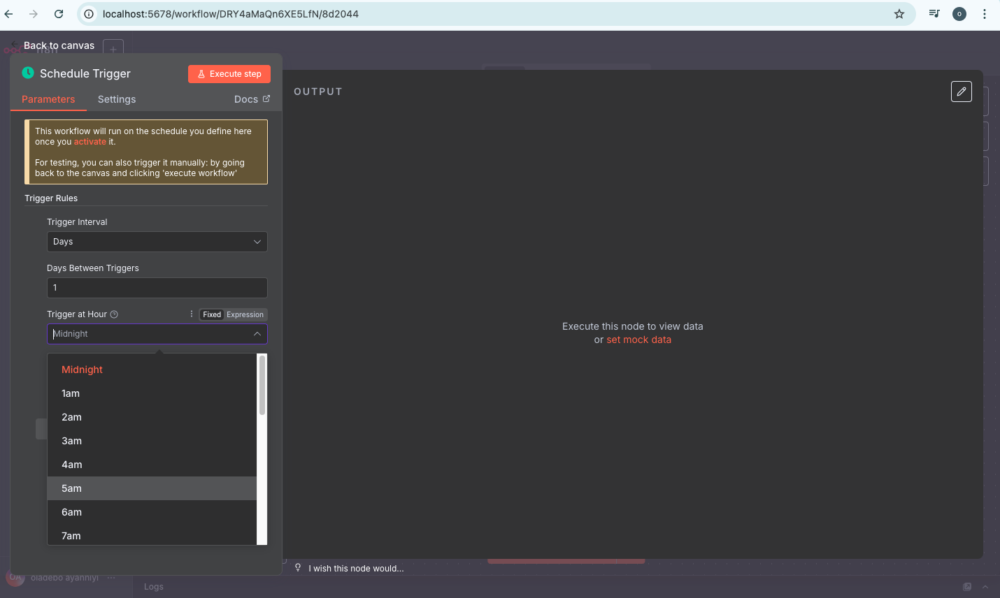 localhost:5678/workflow/DRY4aMaQn6XE5LfN/8d2044
o
Back to canvas
n8n
Schedule Trigger
Execute step
Parameters
Settings
Docs
This workflow will run on the schedule you define here
once you activate it.
For testing, you can also trigger it manually: by going
back to the canvas and clicking 'execute workflow'
Trigger Rules
Trigger Interval
Days
Days Between Triggers
1
Trigger at Hour
Fixed
Expression
Midnight
Midnight
1am
2am
3am
4am
5am
6am
7am
OUTPUT
Execute this node to view data
or set mock data
I wish this node would...
OA
oladebo ayanniyi
Logs